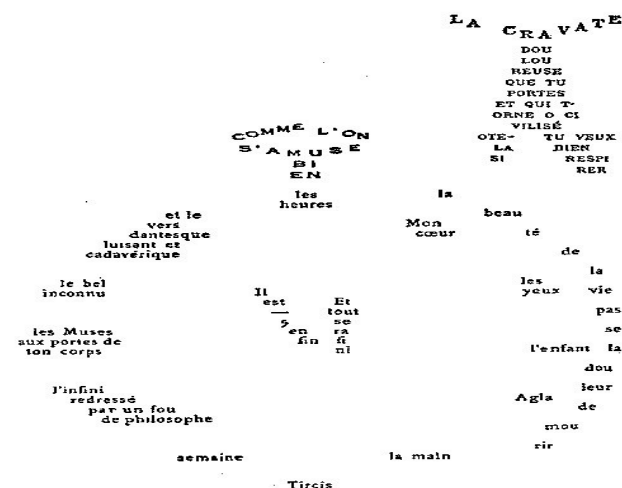 LA CRAVATE
DOU
LOU
REUSE
QUE TU
PORTES
ET QUI T'
ORNE O CI
VILISÉ
OTE- TU VEUX
LA BIEN
SI RESPI
RER
COMME L'ON
S'AMUSE
BI
EN
les
heures
et le
vers
dantesque
luisant et
cadavérique
le bel
inconnu
les Muses
aux portes de
ton corps
l'infini
redressé
par un fou
de philosophe
semaine
Tircis
la main
Agla
l'enfant
les
yeux
Mon
cœur
la
beau
té
de
la
vie
pas
se
la
dou
leur
de
mou
rir
Il
est
—
5
en
fin
Et
tout
se
ra
fi
ni